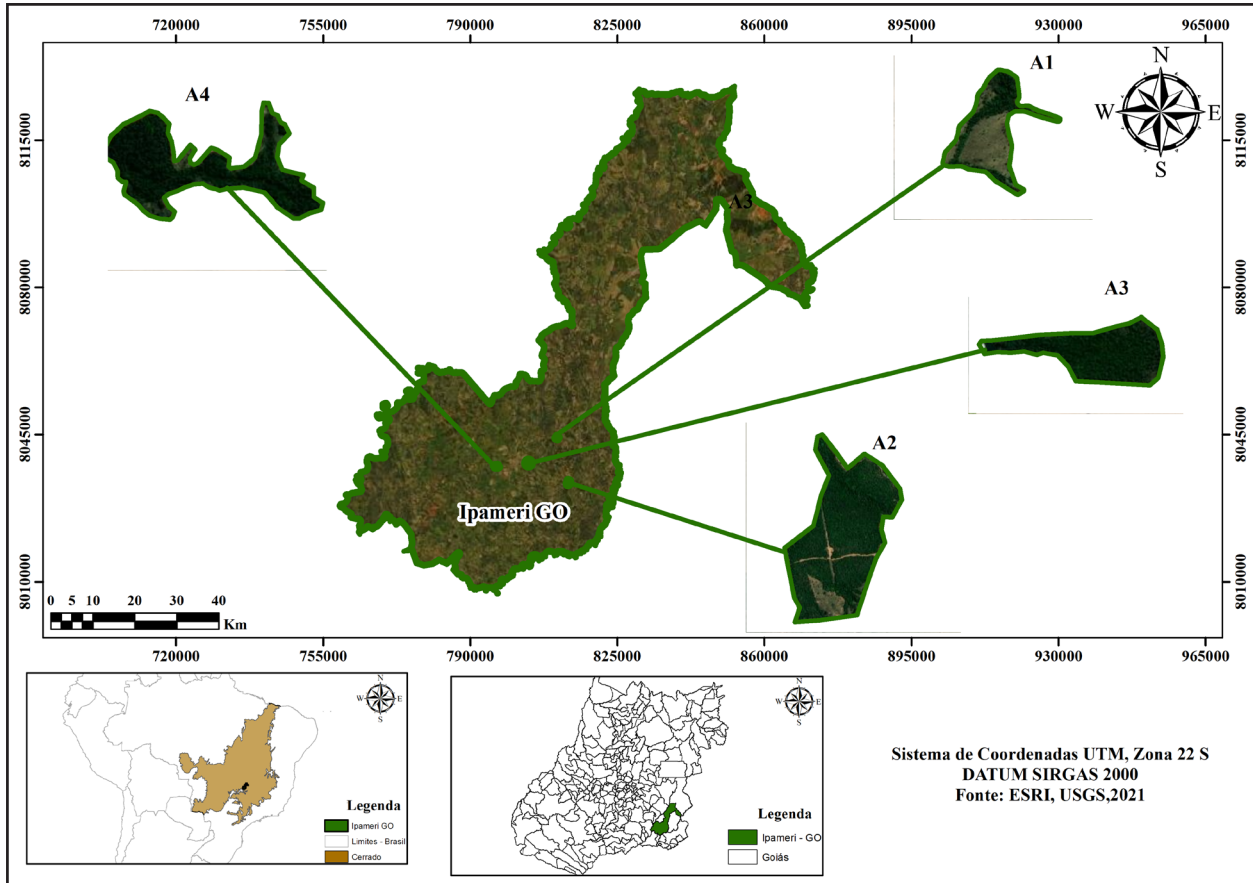 720000 755000 790000 825000 860000 895000 930000 965000
A4
A1
N
W E
S
8115000 8115000
A3
8080000 8080000
A3
8045000 8045000
A2
Ipameri GO
8010000 8010000
0 5 10 20 30 40
Km
720000 755000 790000 825000 860000 895000 930000 965000
N
W E
S
Legenda
Ipameri GO
Limites - Brasil
Cerrado
N
W E
S
Legenda
Ipameri - GO
Goiás
Sistema de Coordenadas UTM, Zona 22 S
DATUM SIRGAS 2000
Fonte: ESRI, USGS,2021